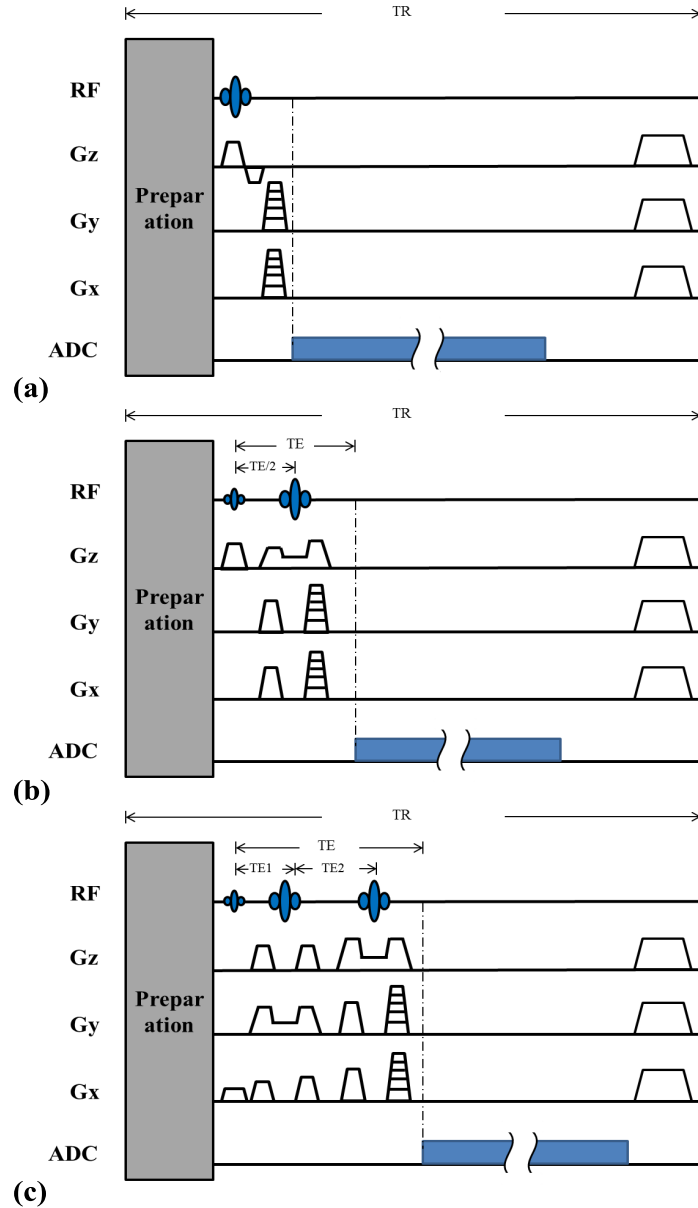 TR
RF
Gz
Prepar
ation
Gy
Gx
ADC
(a)
TR
TE
TE/2
RF
Gz
Prepar
ation
Gy
Gx
ADC
(b)
TR
TE
TE1 TE2
RF
Gz
Prepar
ation
Gy
Gx
ADC
(c)